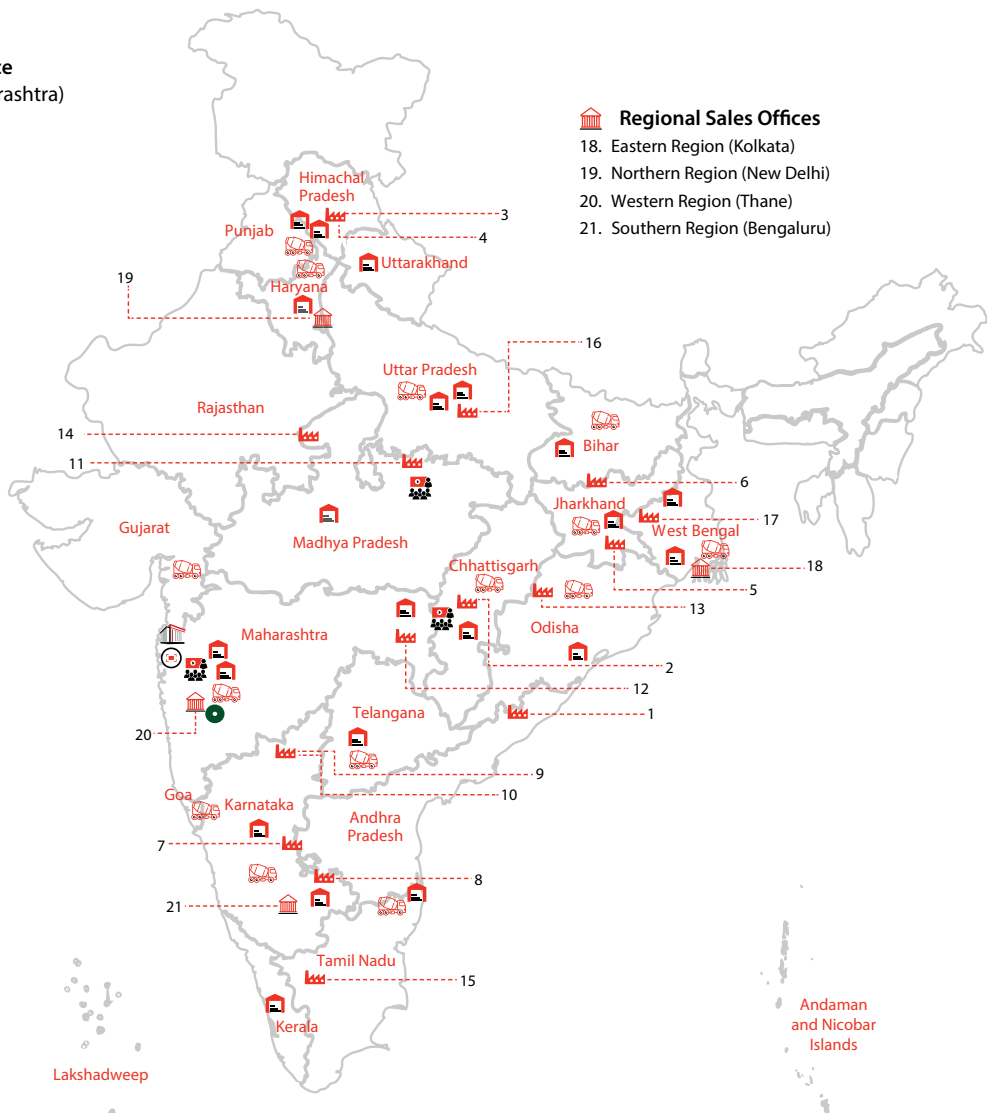 rashtra)
Regional Sales Offices
18. Eastern Region (Kolkata)
19. Northern Region (New Delhi)
20. Western Region (Thane)
21. Southern Region (Bengaluru)
Himachal
Pradesh
3
Punjab
4
Uttarakhand
19
Haryana
16
Uttar Pradesh
Rajasthan
14
Bihar
11
6
Jharkhand
17
Gujarat
West Bengal
Madhya Pradesh
Chhattisgarh
18
5
13
Maharashtra
Odisha
2
12
Telangana
1
20
9
Goa
10
Karnataka
Andhra
Pradesh
7
8
21
Tamil Nadu
15
Andaman
and Nicobar
Islands
Kerala
Lakshadweep